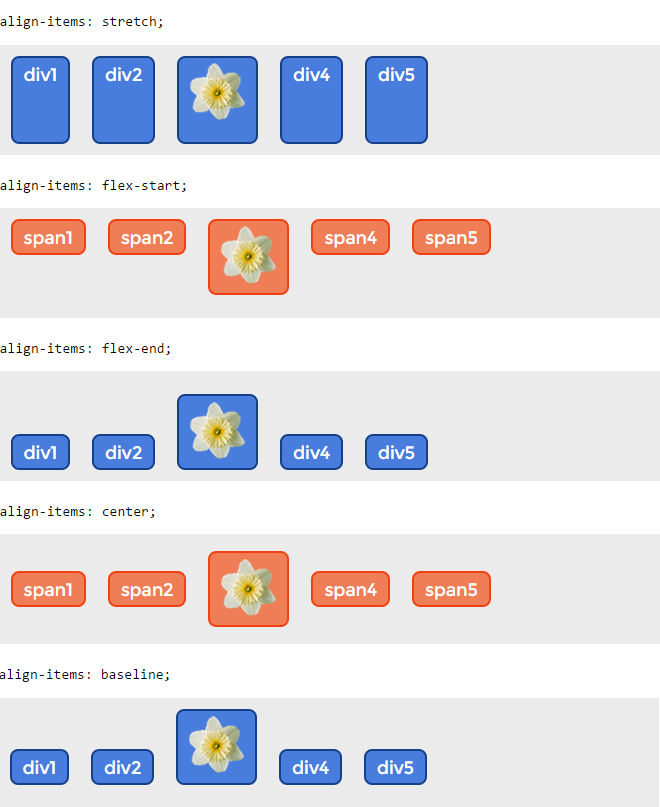 align-items: stretch;
div1 div2 div4 div5
align-items: flex-start;
span1 span2 span4 span5
align-items: flex-end;
div1 div2 div4 div5
align-items: center;
span1 span2 span4 span5
align-items: baseline;
div1 div2 div4 div5